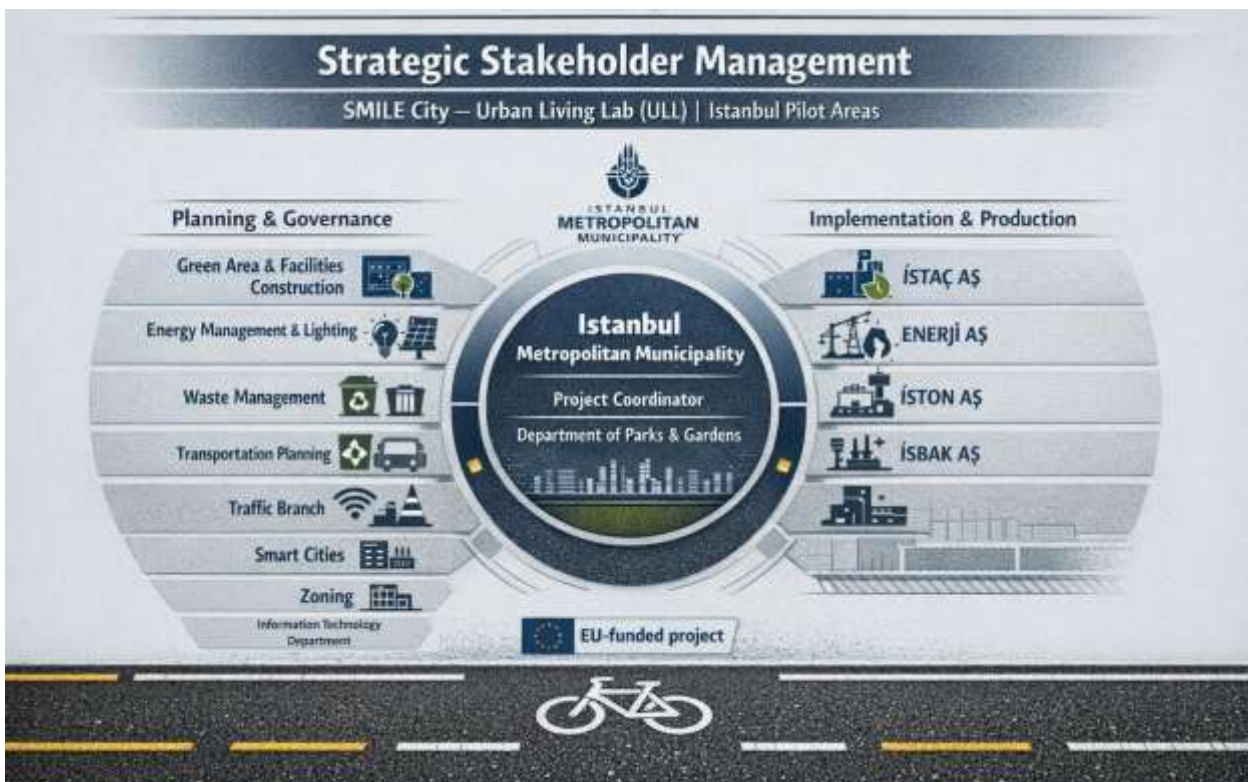 Strategic Stakeholder Management
SMILE City — Urban Living Lab (ULL) | Istanbul Pilot Areas
ISTANBUL
METROPOLITAN
MUNICIPALITY
Planning & Governance
Green Area & Facilities
Construction
Energy Management & Lighting
Waste Management
Transportation Planning
Traffic Branch
Smart Cities
Zoning
Information Technology
Department
Istanbul
Metropolitan Municipality
Project Coordinator
Department of Parks & Gardens
Implementation & Production
İSTAÇ AŞ
ENERJİ AŞ
İSTON AŞ
İSBAK AŞ
EU-funded project